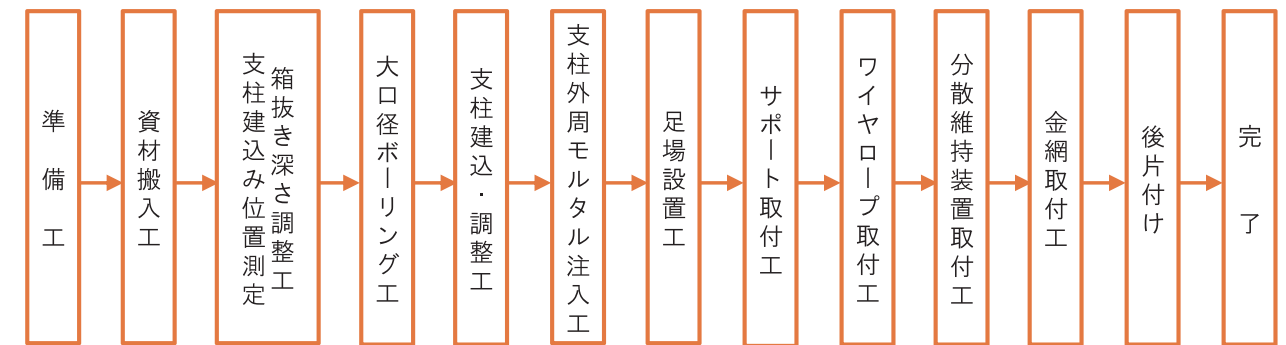 準備工
資材搬入工
箱抜き深さ調整工
支柱建込み位置測定
大口径ボーリング工
支柱建込・調整工
支柱外周モルタル注入工
足場設置工
サポート取付工
ワイヤロープ取付工
分散維持装置取付工
金網取付工
後片付け
完了